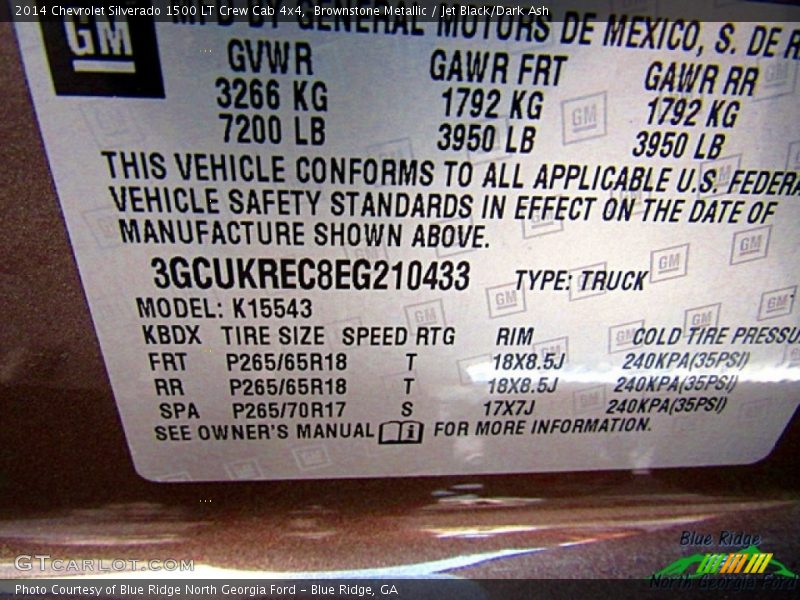 2014 Chevrolet Silverado 1500 LT Crew Cab 4x4, Brownstone Metallic / Jet Black/Dark Ash
GM
MFD BY GENERAL MOTORS DE MEXICO, S. DE R
GVWR GAWR FRT GAWR RR
3266 KG 1792 KG 1792 KG
7200 LB 3950 LB 3950 LB
THIS VEHICLE CONFORMS TO ALL APPLICABLE U.S. FEDERA
VEHICLE SAFETY STANDARDS IN EFFECT ON THE DATE OF
MANUFACTURE SHOWN ABOVE.
3GCUKREC8EG210433 TYPE: TRUCK
MODEL: K15543
KBDX TIRE SIZE SPEED RTG RIM COLD TIRE PRESSU
FRT P265/65R18 T 18X8.5J 240KPA(35PSI)
RR P265/65R18 T 18X8.5J 240KPA(35PSI)
SPA P265/70R17 S 17X7J 240KPA(35PSI)
SEE OWNER'S MANUAL FOR MORE INFORMATION.
Blue Ridge
North Georgia Ford
GTCarLot.com
Photo Courtesy of Blue Ridge North Georgia Ford - Blue Ridge, GA